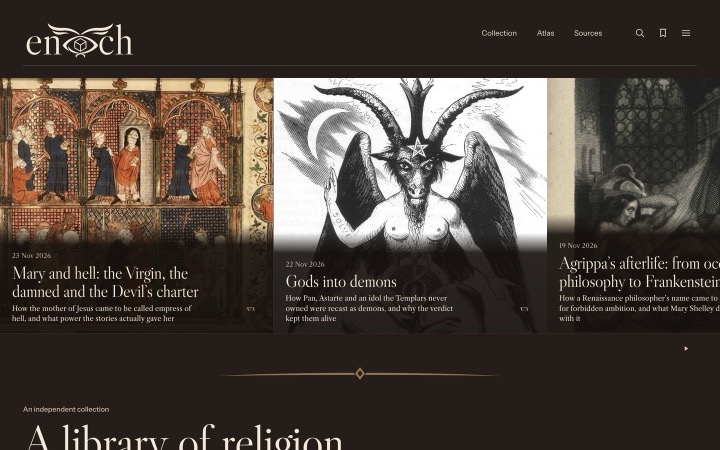 enoch
Collection
Atlas
Sources
23 Nov 2026
Mary and hell: the Virgin, the
damned and the Devil's charter
How the mother of Jesus came to be called empress of
hell, and what power the stories actually gave her
22 Nov 2026
Gods into demons
How Pan, Astarte and an idol the Templars never
owned were recast as demons, and why the verdict
kept them alive
19 Nov 2026
Agrippa's afterlife: from occ
philosophy to Frankenstein
How a Renaissance philosopher's name came to
for forbidden ambition, and what Mary Shelley d
with it
An independent collection
A library of religion